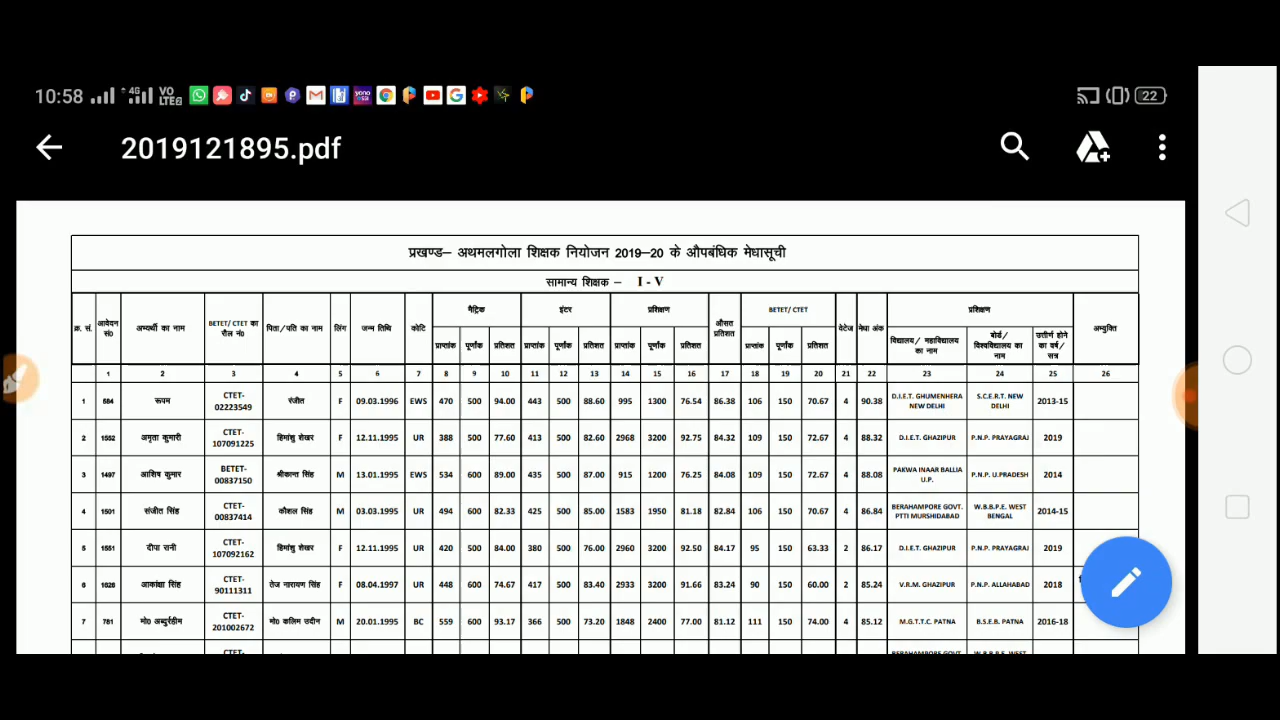 10:58 4G VO LTE2 22
2019121895.pdf
प्रखण्ड– अथमलगोला शिक्षक नियोजन 2019–20 के औपबंधिक मेधासूची
सामान्य शिक्षक – I - V
क्र. सं. आवेदन सं0 अभ्यर्थी का नाम BETET/ CTET का रौल नं0 पिता/पति का नाम लिंग जन्म तिथि कोटि मैट्रिक इंटर प्रशिक्षण औसत प्रतिशत BETET/ CTET वेटेज मेधा अंक प्रशिक्षण अभ्युक्ति
प्राप्तांक पूर्णांक प्रतिशत प्राप्तांक पूर्णांक प्रतिशत प्राप्तांक पूर्णांक प्रतिशत प्राप्तांक पूर्णांक प्रतिशत विद्यालय/ महाविद्यालय का नाम बोर्ड/ विश्वविद्यालय का नाम उत्तीर्ण होने का वर्ष/ सत्र
1 2 3 4 5 6 7 8 9 10 11 12 13 14 15 16 17 18 19 20 21 22 23 24 25 26
1 584 रूपम CTET-02223549 रंजीत F 09.03.1996 EWS 470 500 94.00 443 500 88.60 995 1300 76.54 86.38 106 150 70.67 4 90.38 D.I.E.T. GHUMENHERA NEW DELHI S.C.E.R.T. NEW DELHI 2013-15
2 1552 अमृता कुमारी CTET-107091225 हिमांशु शेखर F 12.11.1995 UR 388 500 77.60 413 500 82.60 2968 3200 92.75 84.32 109 150 72.67 4 88.32 D.I.E.T. GHAZIPUR P.N.P. PRAYAGRAJ 2019
3 1497 आशिष कुमार BETET-00837150 श्रीकान्त सिंह M 13.01.1995 EWS 534 600 89.00 435 500 87.00 915 1200 76.25 84.08 109 150 72.67 4 88.08 PAKWA INAAR BALLIA U.P. P.N.P. U.PRADESH 2014
4 1501 संजीत सिंह CTET-00837414 कौशल सिंह M 03.03.1995 UR 494 600 82.33 425 500 85.00 1583 1950 81.18 82.84 106 150 70.67 4 86.84 BERAHAMPORE GOVT. PTTI MURSHIDABAD W.B.B.P.E. WEST BENGAL 2014-15
5 1551 दीपा रानी CTET-107092162 हिमांशु शेखर F 12.11.1995 UR 420 500 84.00 380 500 76.00 2960 3200 92.50 84.17 95 150 63.33 2 86.17 D.I.E.T. GHAZIPUR P.N.P. PRAYAGRAJ 2019
6 1626 आकांक्षा सिंह CTET-90111311 तेज नारायण सिंह F 08.04.1997 UR 448 600 74.67 417 500 83.40 2933 3200 91.66 83.24 90 150 60.00 2 85.24 V.R.M. GHAZIPUR P.N.P. ALLAHABAD 2018
7 781 मो0 अब्दुर्रहीम CTET-201002672 मो0 कलिम उदीन M 20.01.1995 BC 559 600 93.17 366 500 73.20 1848 2400 77.00 81.12 111 150 74.00 4 85.12 M.G.T.T.C. PATNA B.S.E.B. PATNA 2016-18
CTET- BERAHAMPORE GOVT W.B.B.P.E. WEST